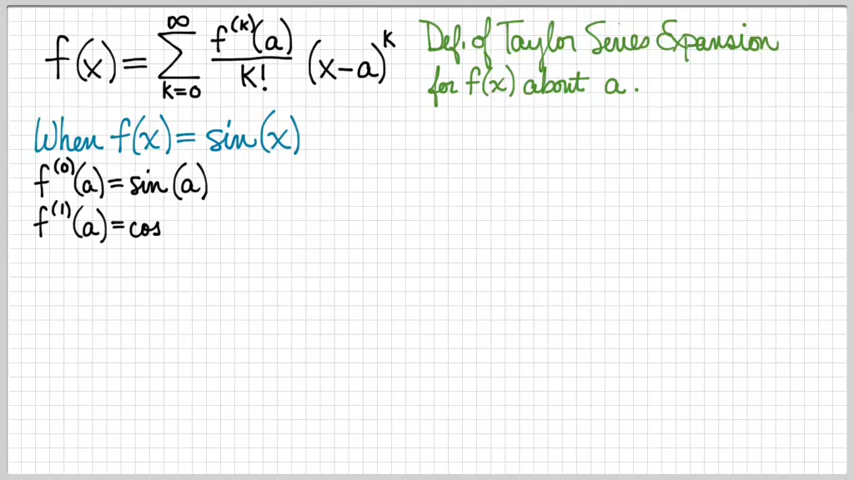 f(x) = ∑_{k=0}^{∞} f^{(k)}(a)/k! (x-a)^k
Def. of Taylor Series Expansion
for f(x) about a.
When f(x) = sin(x)
f^{(0)}(a) = sin(a)
f^{(1)}(a) = cos